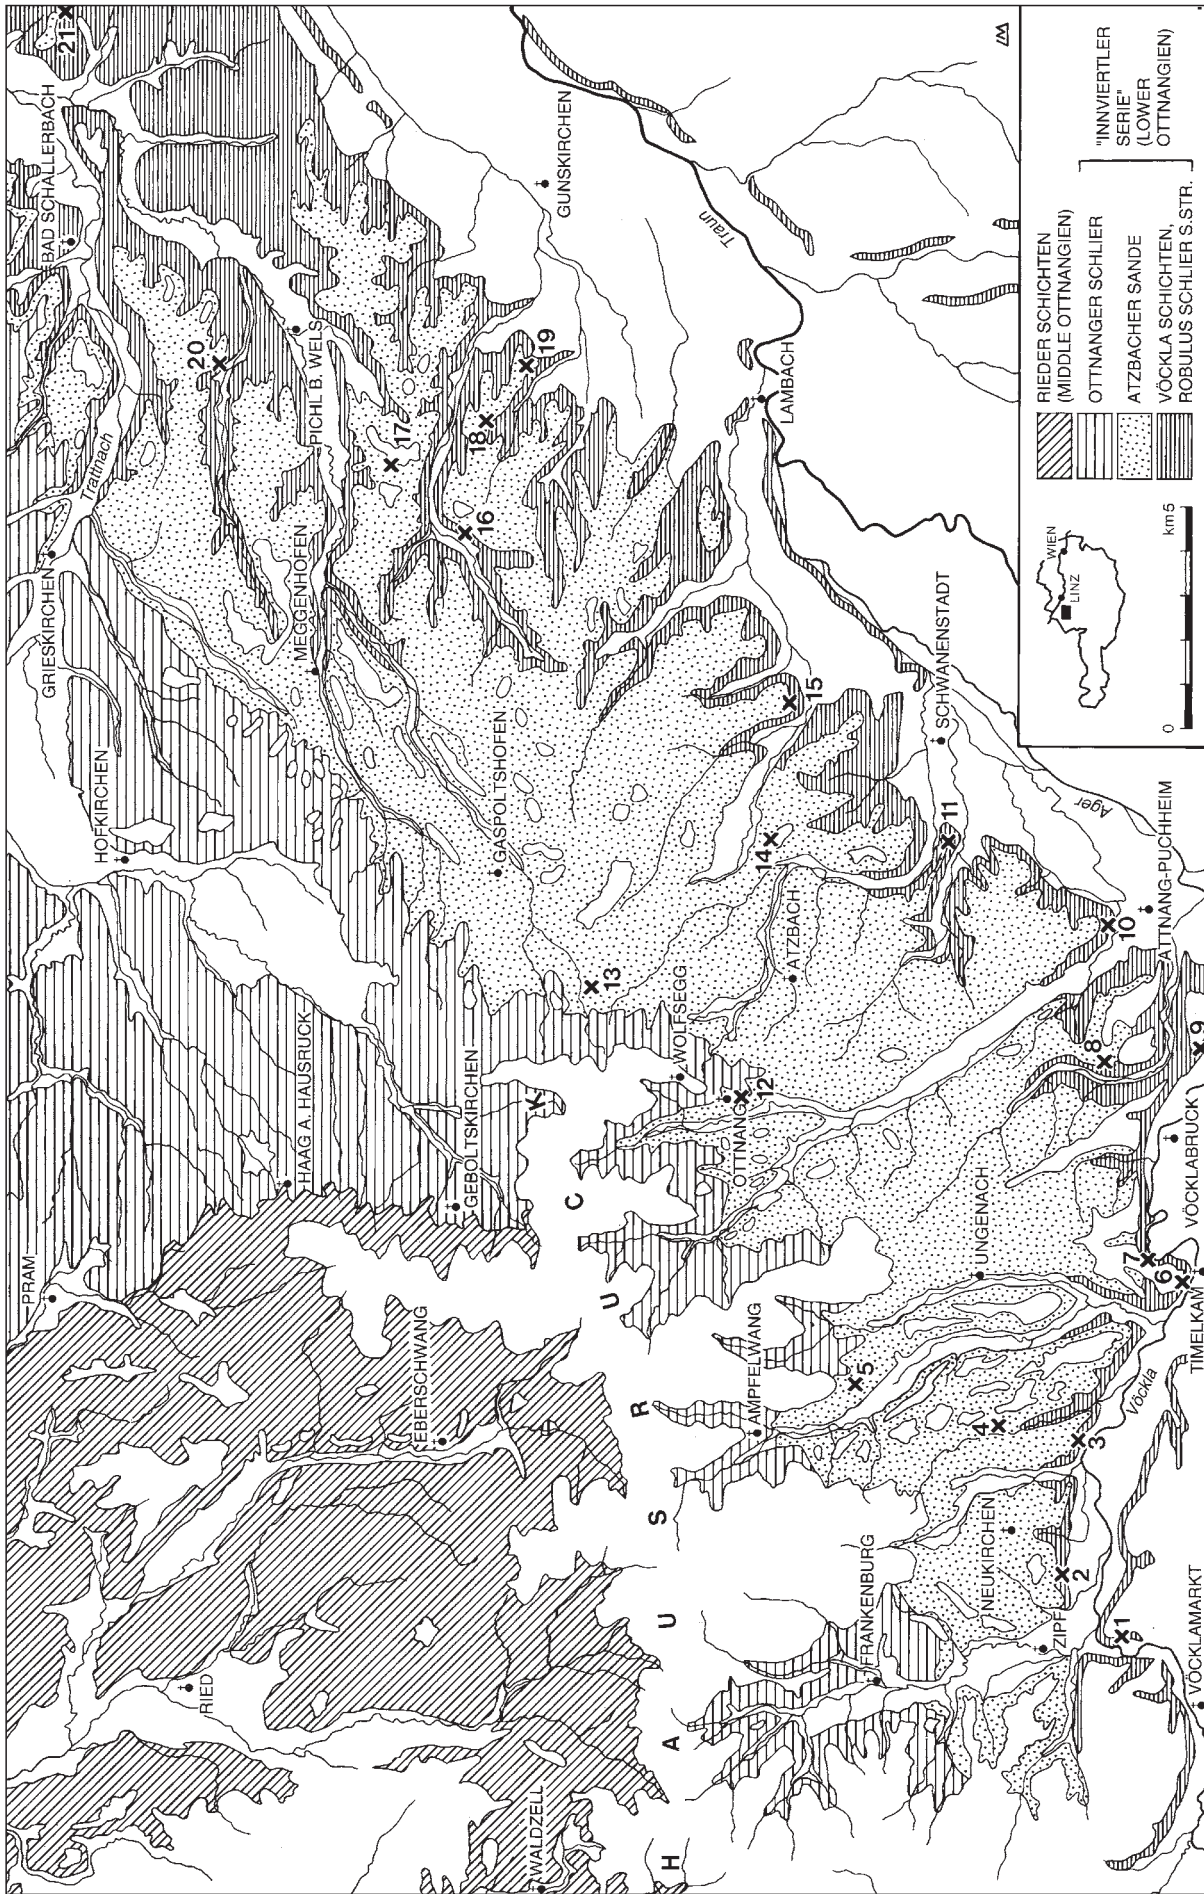 PRAM
GRIESKIRCHEN
BAD SCHALLERBACH
21
Trattnach
HOFKIRCHEN
RIED
20
HAAG A. HAUSRUCK
MEGGENHOFEN
PICHL B. WELS
17
EBERSCHWANG
GEBOLTSKIRCHEN
16
18
GASPOLTSHOFEN
WALDZELL
19
GUNSKIRCHEN
13
H A U S R U C K
WOLFSEGG
OTTNANG
12
Traun
AMPFELWANG
14
ATZBACH
LAMBACH
15
FRANKENBURG
5
SCHWANENSTADT
11
NEUKIRCHEN
4
UNGENACH
ZIPF
2
3
8
Ager
1
Vöckla
7
6
10
ATTNANG-PUCHHEIM
VÖCKLAMARKT
TIMELKAM
VÖCKLABRUCK
9
WIEN
LINZ
0
km 5
RIEDER SCHICHTEN
(MIDDLE OTTNANGIEN)
OTTNANGER SCHLIER
ATZBACHER SANDE
VÖCKLA SCHICHTEN,
ROBULUS SCHLIER S.STR.
"INNVIERTLER
SERIE"
(LOWER
OTTNANGIEN)